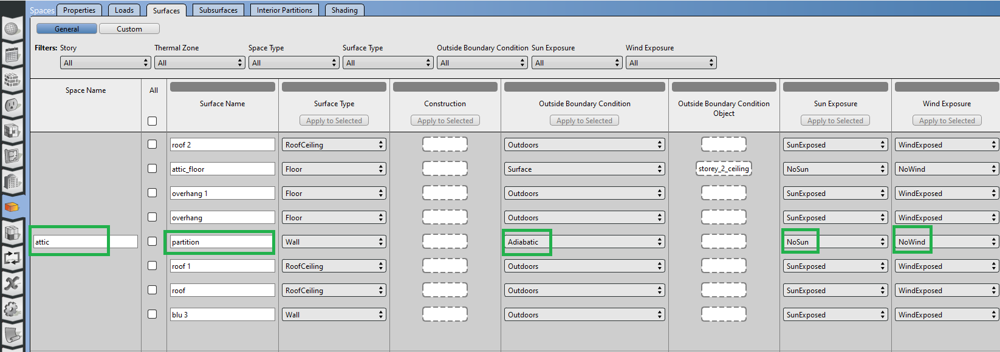 Spaces Properties Loads Surfaces Subsurfaces Interior Partitions Shading
General Custom
Filters: Story Thermal Zone Space Type Surface Type Outside Boundary Condition Sun Exposure Wind Exposure
All All All All All All All
Space Name All Surface Name Surface Type Construction Outside Boundary Condition Outside Boundary Condition Object Sun Exposure Wind Exposure
Apply to Selected Apply to Selected Apply to Selected Apply to Selected Apply to Selected
roof 2 RoofCeiling Outdoors SunExposed WindExposed
attic_floor Floor Surface storey_2_ceiling NoSun NoWind
overhang 1 Floor Outdoors SunExposed WindExposed
overhang Floor Outdoors SunExposed WindExposed
attic partition Wall Adiabatic NoSun NoWind
roof 1 RoofCeiling Outdoors SunExposed WindExposed
roof RoofCeiling Outdoors SunExposed WindExposed
blu 3 Wall Outdoors SunExposed WindExposed